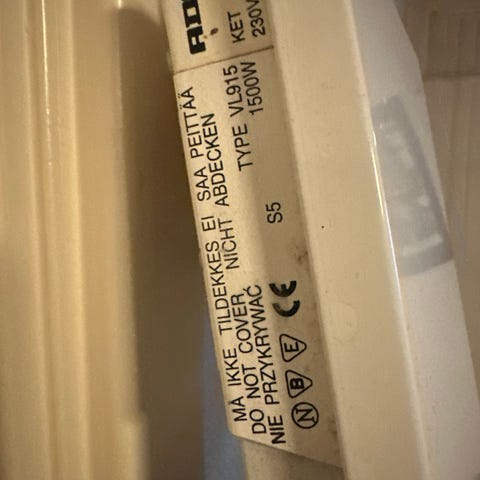 MÅ IKKE TILDEKKES EI SAA PEITTÄÄ
DO NOT COVER NICHT ABDECKEN
NIE PRZYKRYWAĆ TYPE VL915 KET
N B E CE S5 1500W 230V